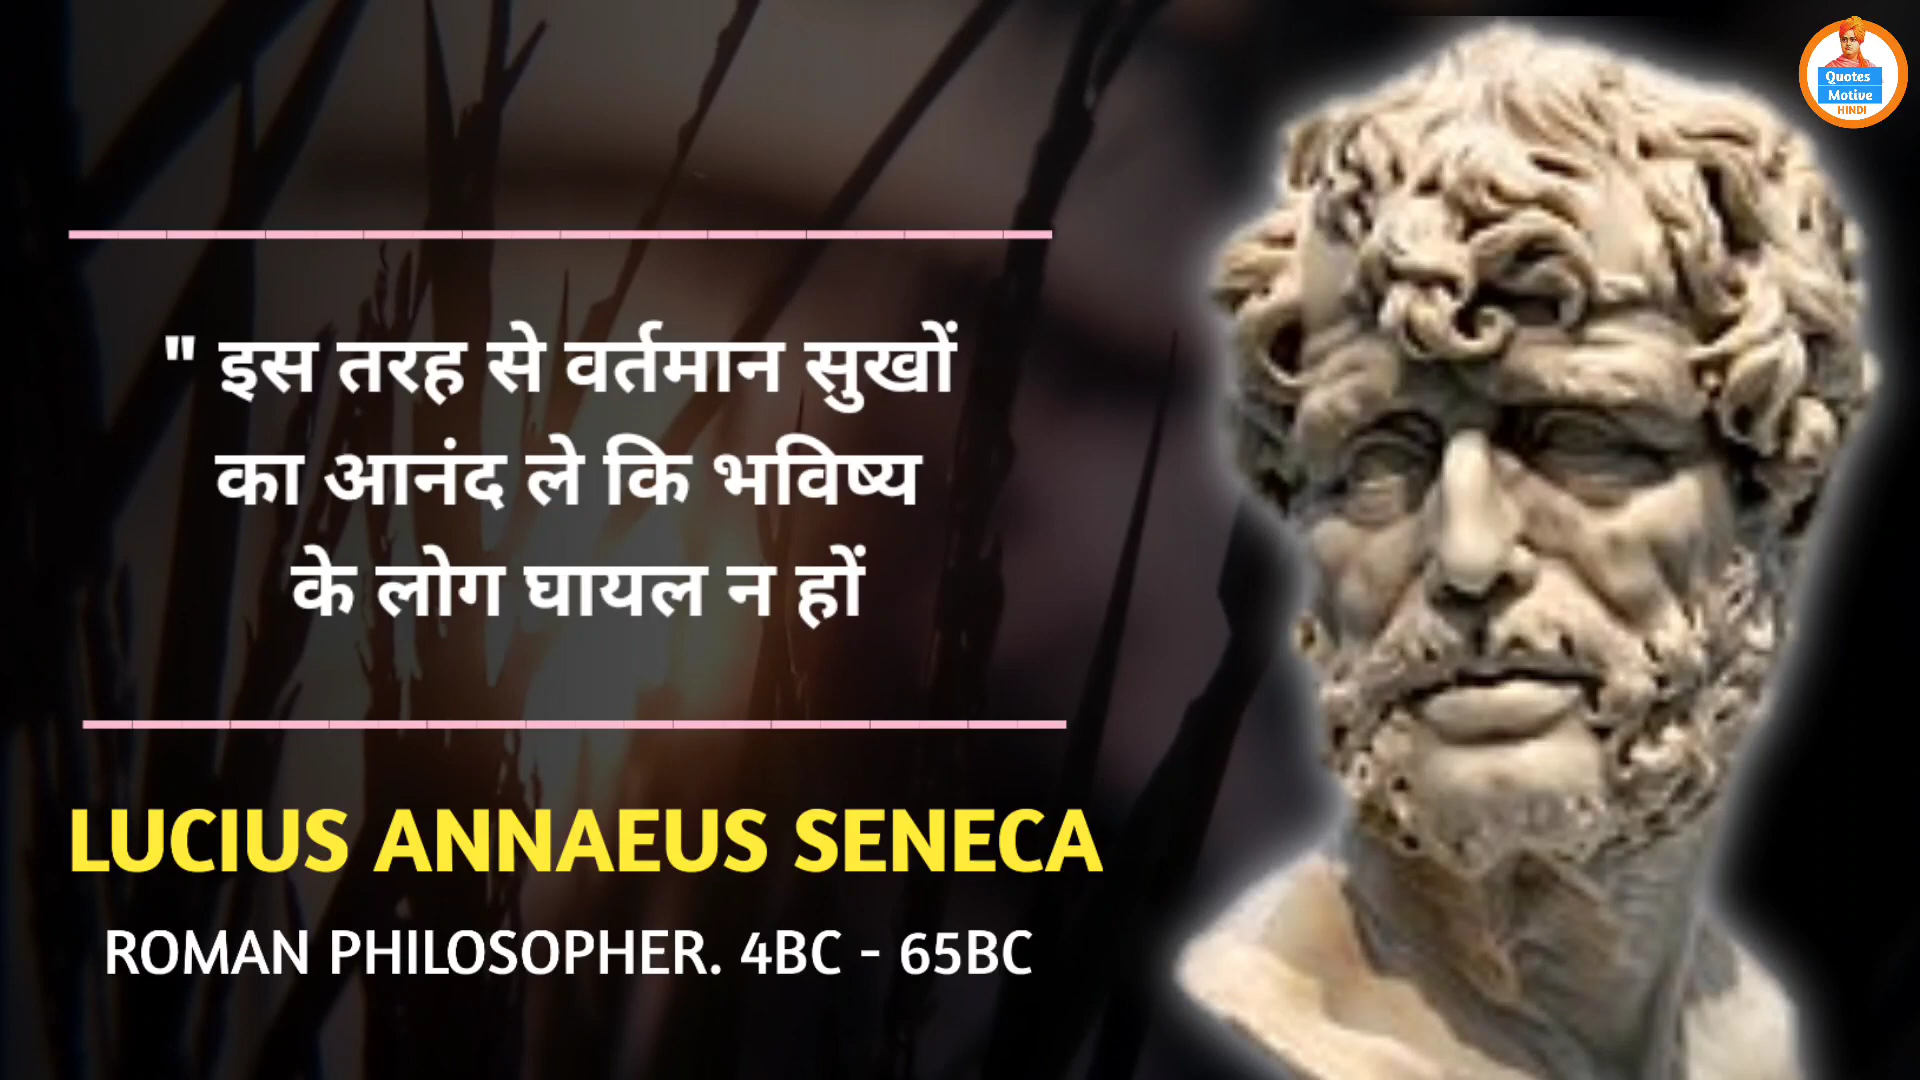 Quotes
Motive
HINDI
" इस तरह से वर्तमान सुखों
का आनंद ले कि भविष्य
के लोग घायल न हों
LUCIUS ANNAEUS SENECA
ROMAN PHILOSOPHER. 4BC - 65BC